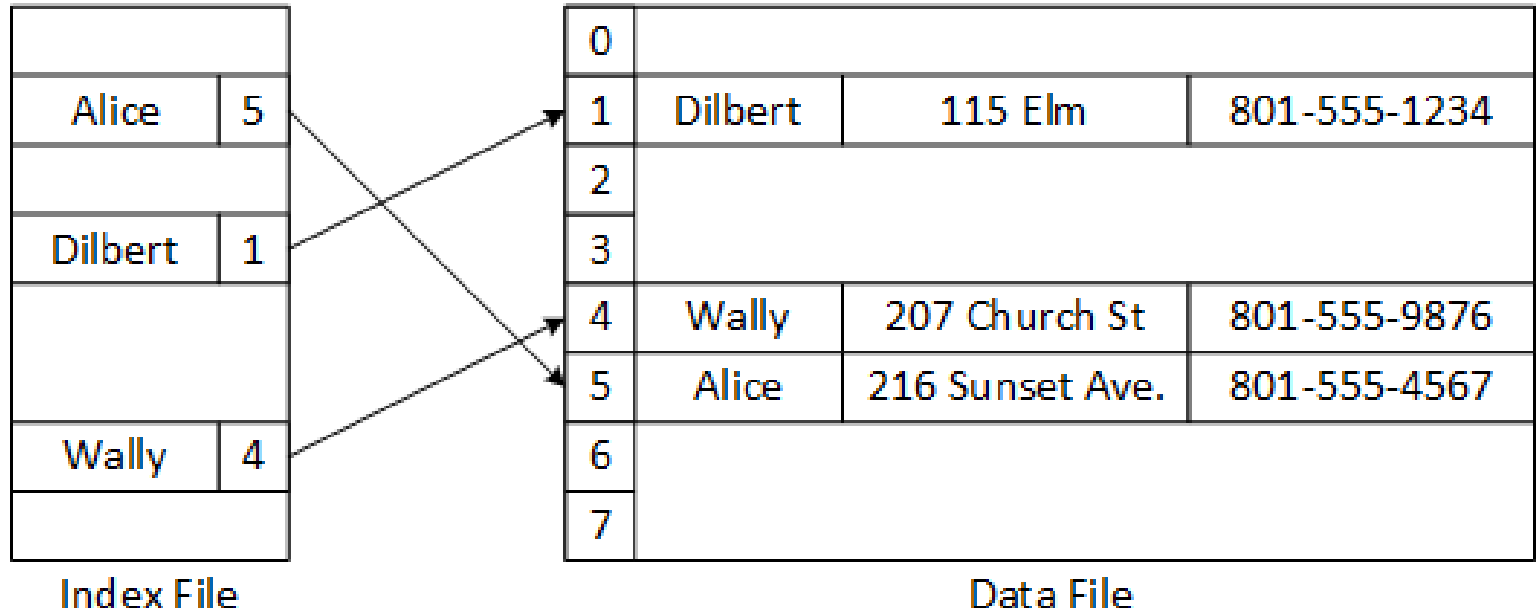 0
Alice 5 1 Dilbert 115 Elm 801-555-1234
2
Dilbert 1 3
4 Wally 207 Church St 801-555-9876
5 Alice 216 Sunset Ave. 801-555-4567
Wally 4 6
7
Index File Data File